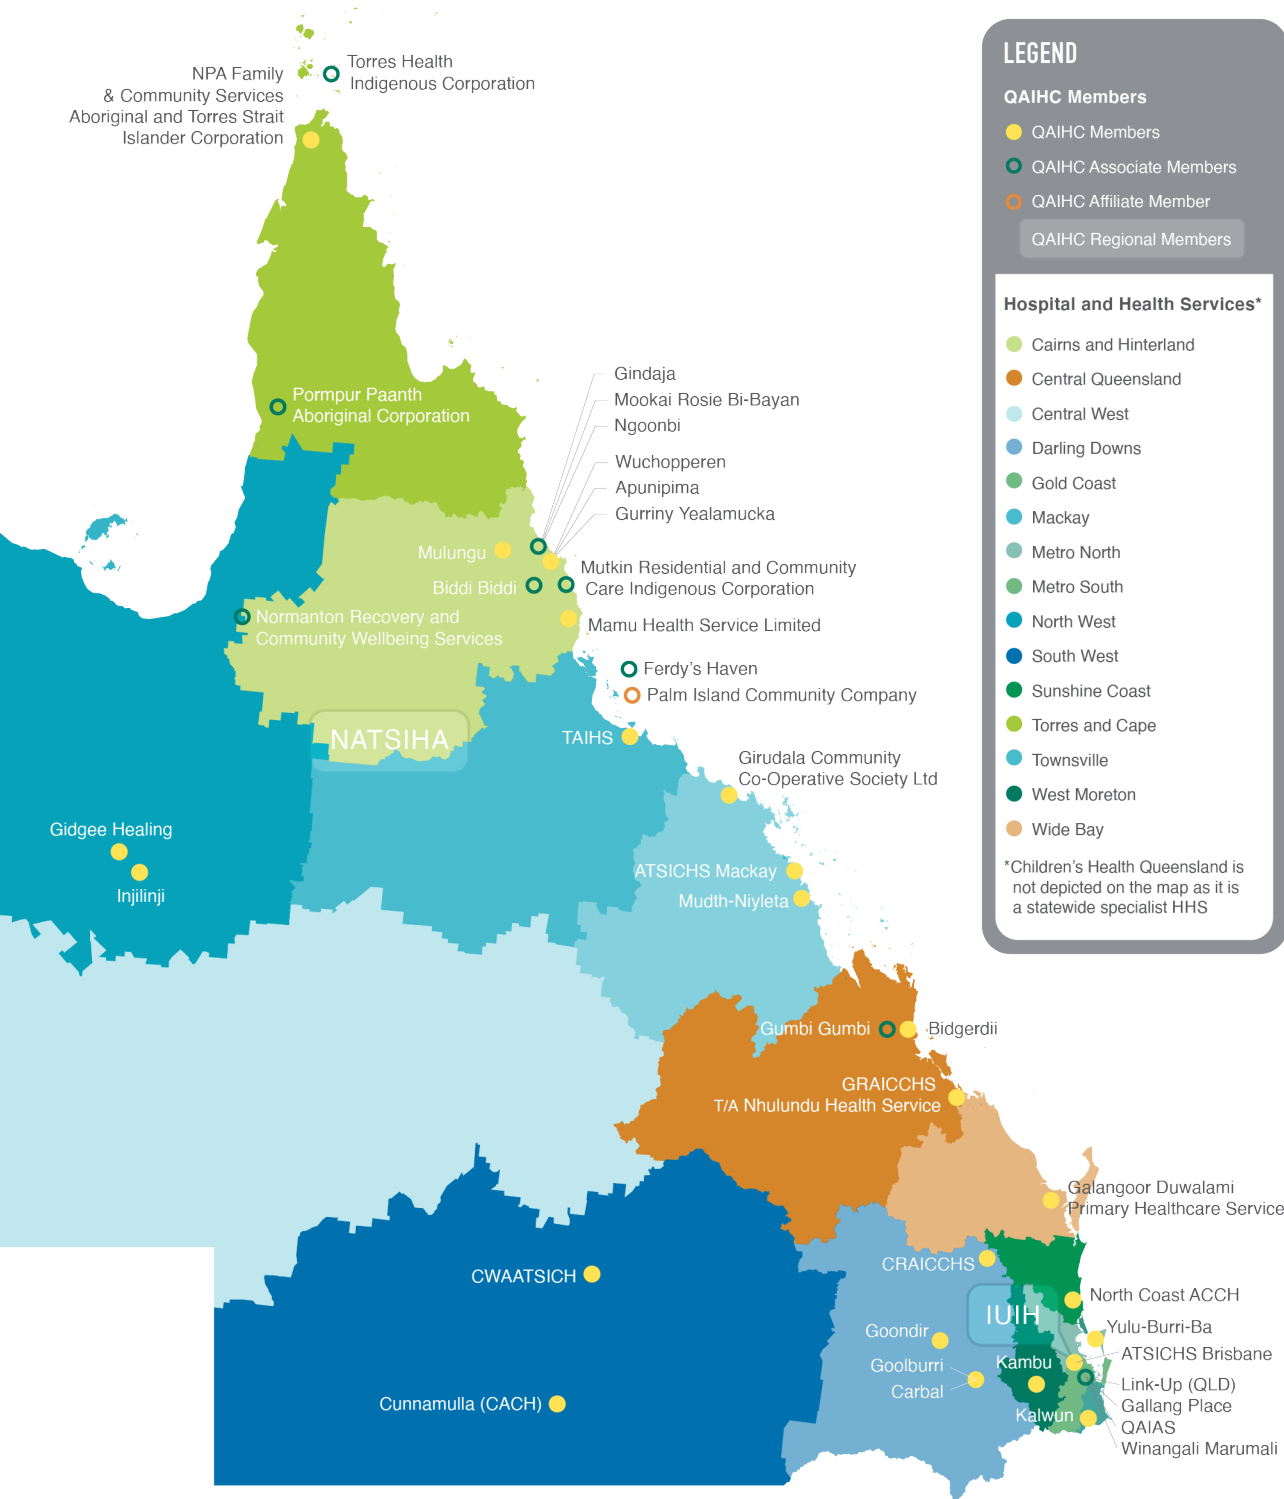 NPA Family
& Community Services
Aboriginal and Torres Strait
Islander Corporation
Torres Health
Indigenous Corporation
Pormpur Paanth
Aboriginal Corporation
Gindaja
Mookai Rosie Bi-Bayan
Ngoonbi
Wuchopperen
Apunipima
Gurriny Yealamucka
Mulungu
Biddi Biddi
Mutkin Residential and Community
Care Indigenous Corporation
Normanton Recovery and
Community Wellbeing Services
Mamu Health Service Limited
Ferdy's Haven
Palm Island Community Company
NATSIHA
TAIHS
Girudala Community
Co-Operative Society Ltd
Gidgee Healing
Injilinji
ATSICHS Mackay
Mudth-Niyleta
Gumbi Gumbi
Bidgerdii
GRAICCHS
T/A Nhulundu Health Service
Galangoor Duwalami
Primary Healthcare Service
CWAATSICH
CRAICCHS
IUIH
North Coast ACCH
Goondir
Yulu-Burri-Ba
ATSICHS Brisbane
Goolburri
Carbal
Kambu
Link-Up (QLD)
Gallang Place
Cunnamulla (CACH)
Kalwun
QAIAS
Winangali Marumali
LEGEND
QAIHC Members
QAIHC Members
QAIHC Associate Members
QAIHC Affiliate Member
QAIHC Regional Members
Hospital and Health Services*
Cairns and Hinterland
Central Queensland
Central West
Darling Downs
Gold Coast
Mackay
Metro North
Metro South
North West
South West
Sunshine Coast
Torres and Cape
Townsville
West Moreton
Wide Bay
*Children's Health Queensland is
not depicted on the map as it is
a statewide specialist HHS